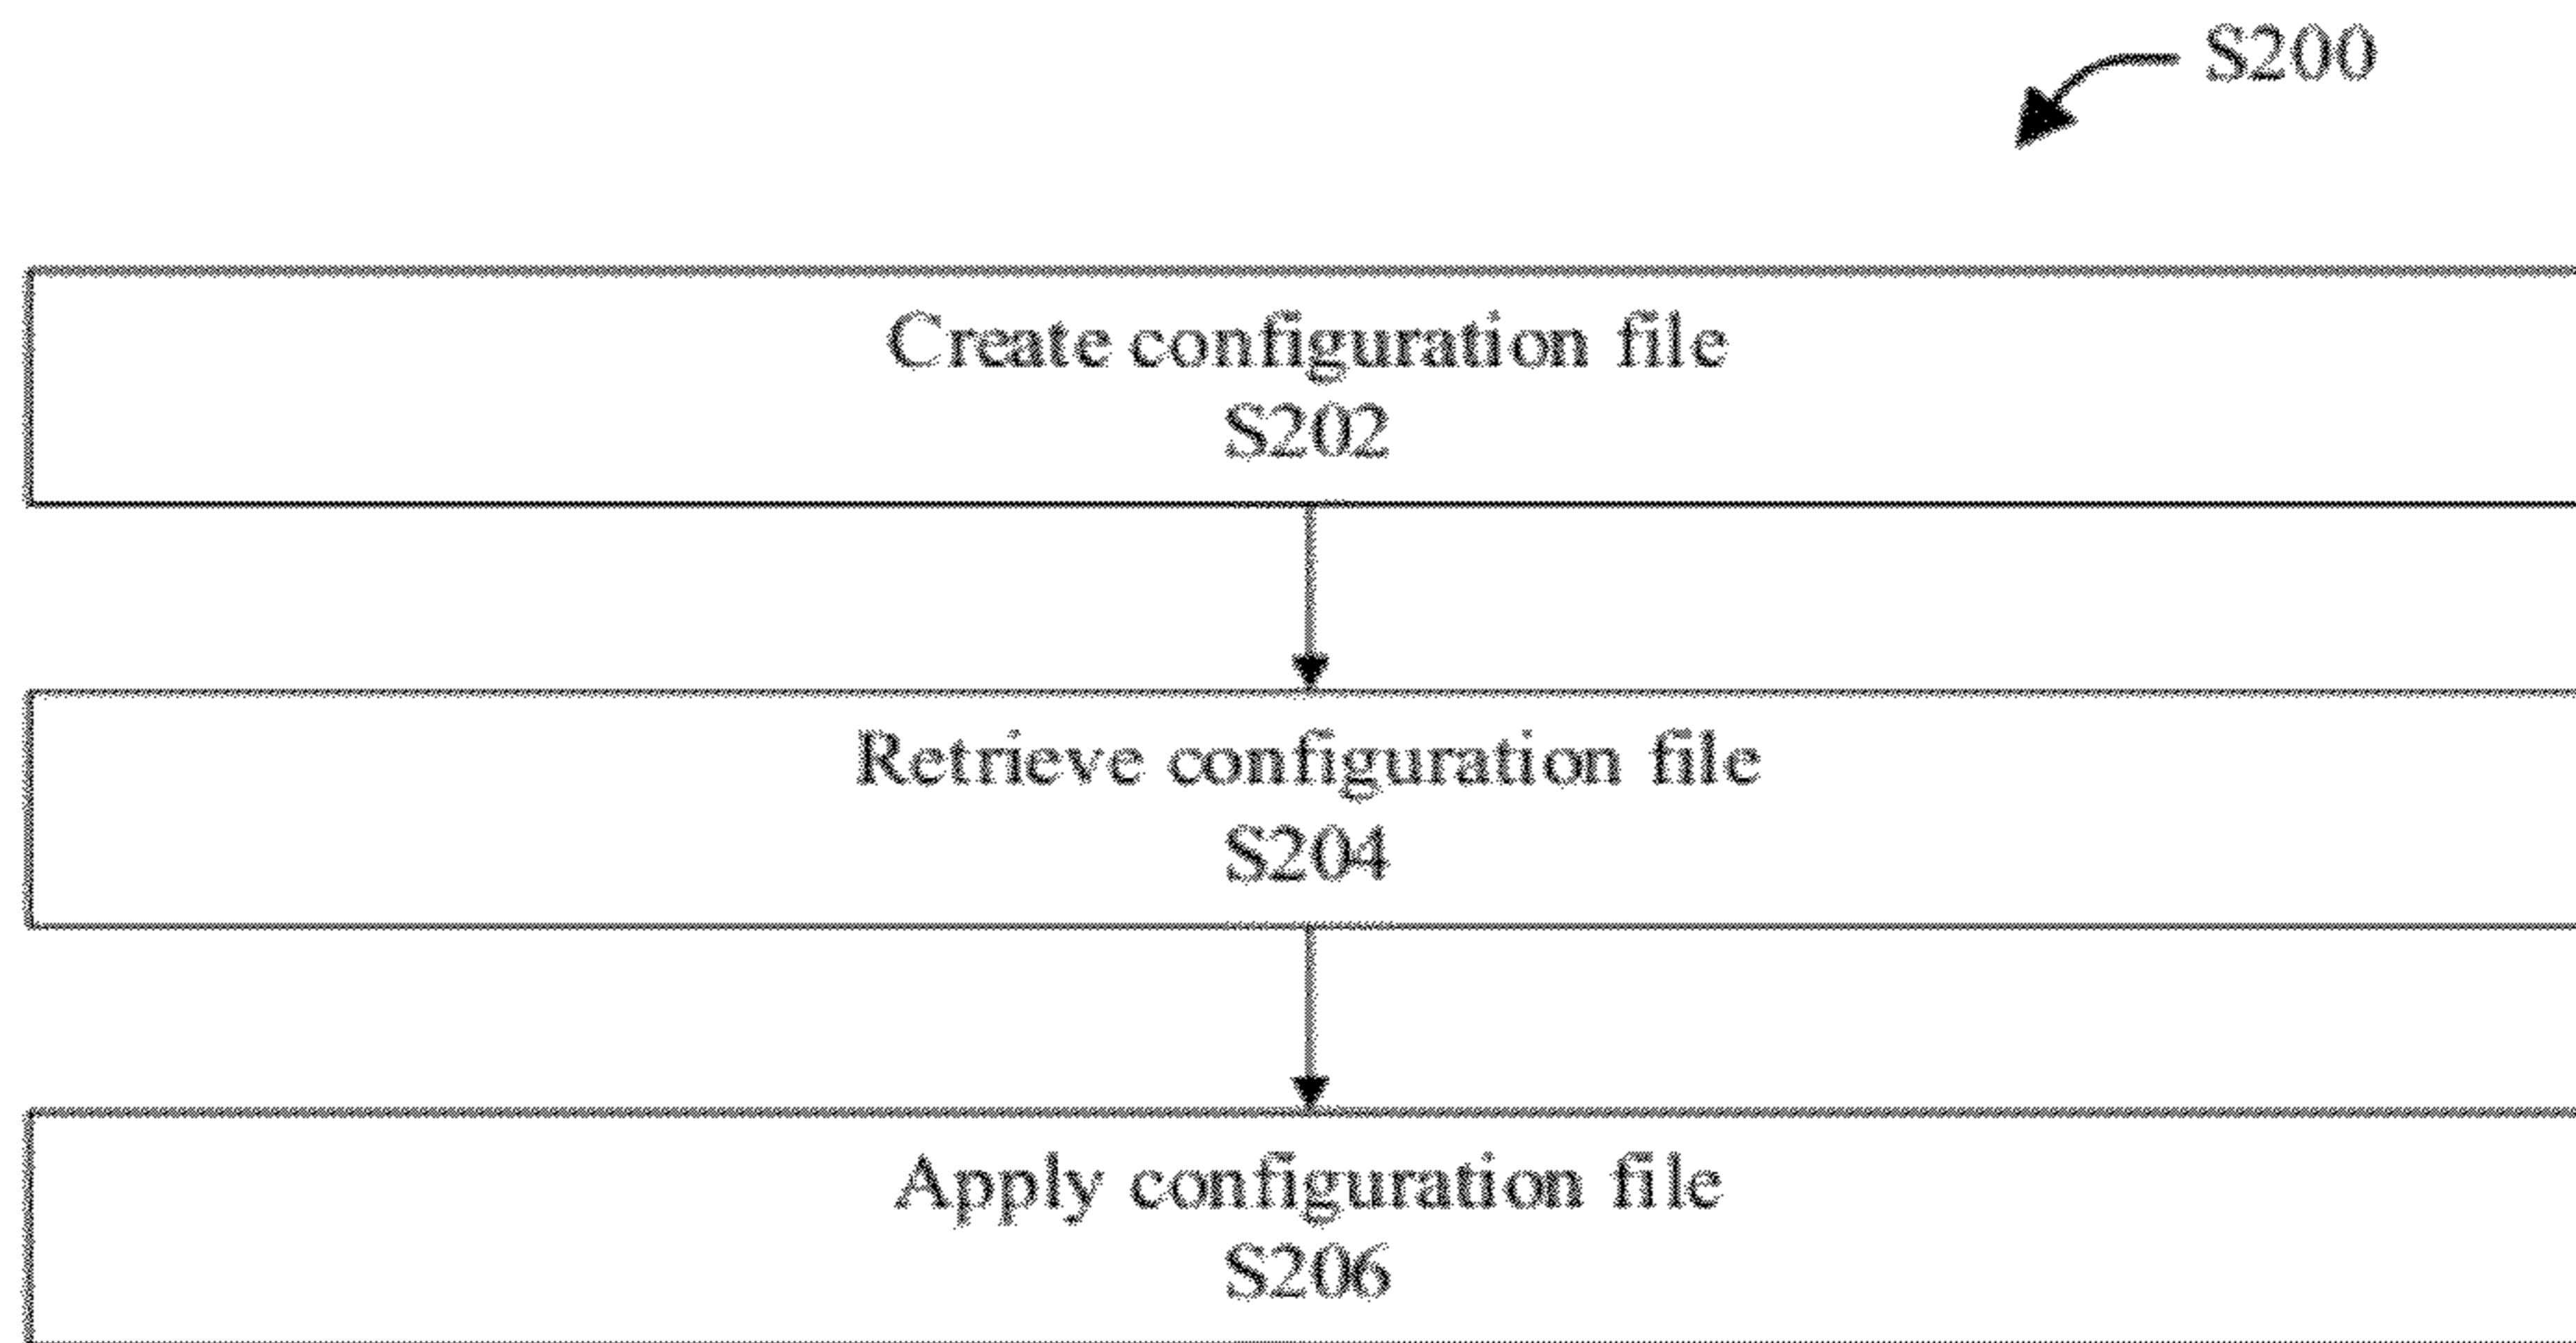 S200
Create configuration file
S202
Retrieve configuration file
S204
Apply configuration file
S206